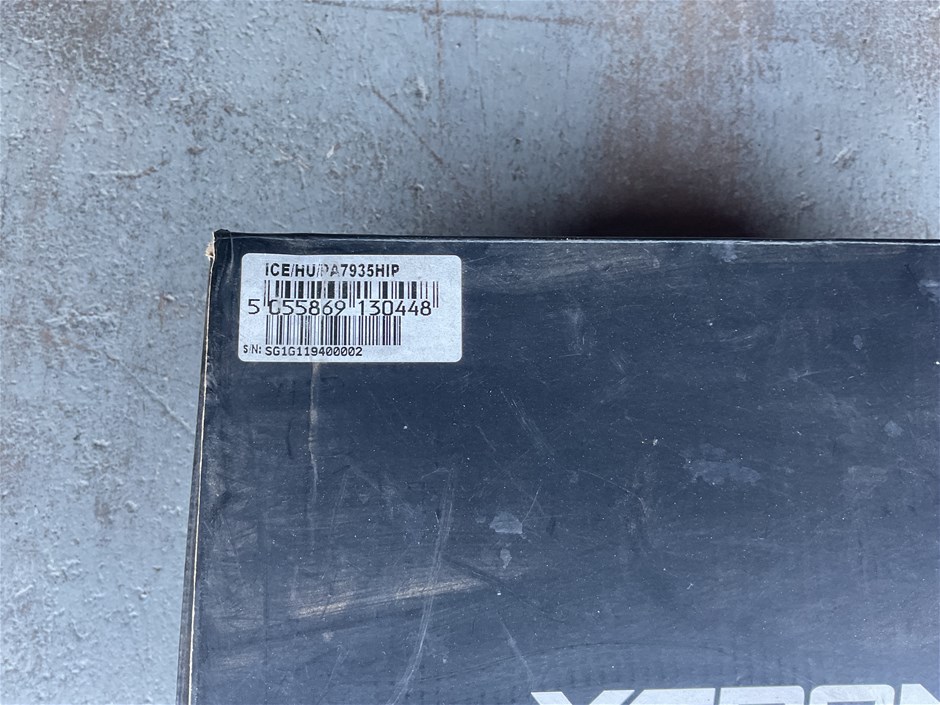 ICE/HU/PA7935HIP
5 055869 130448
S/N: SG1G119400002